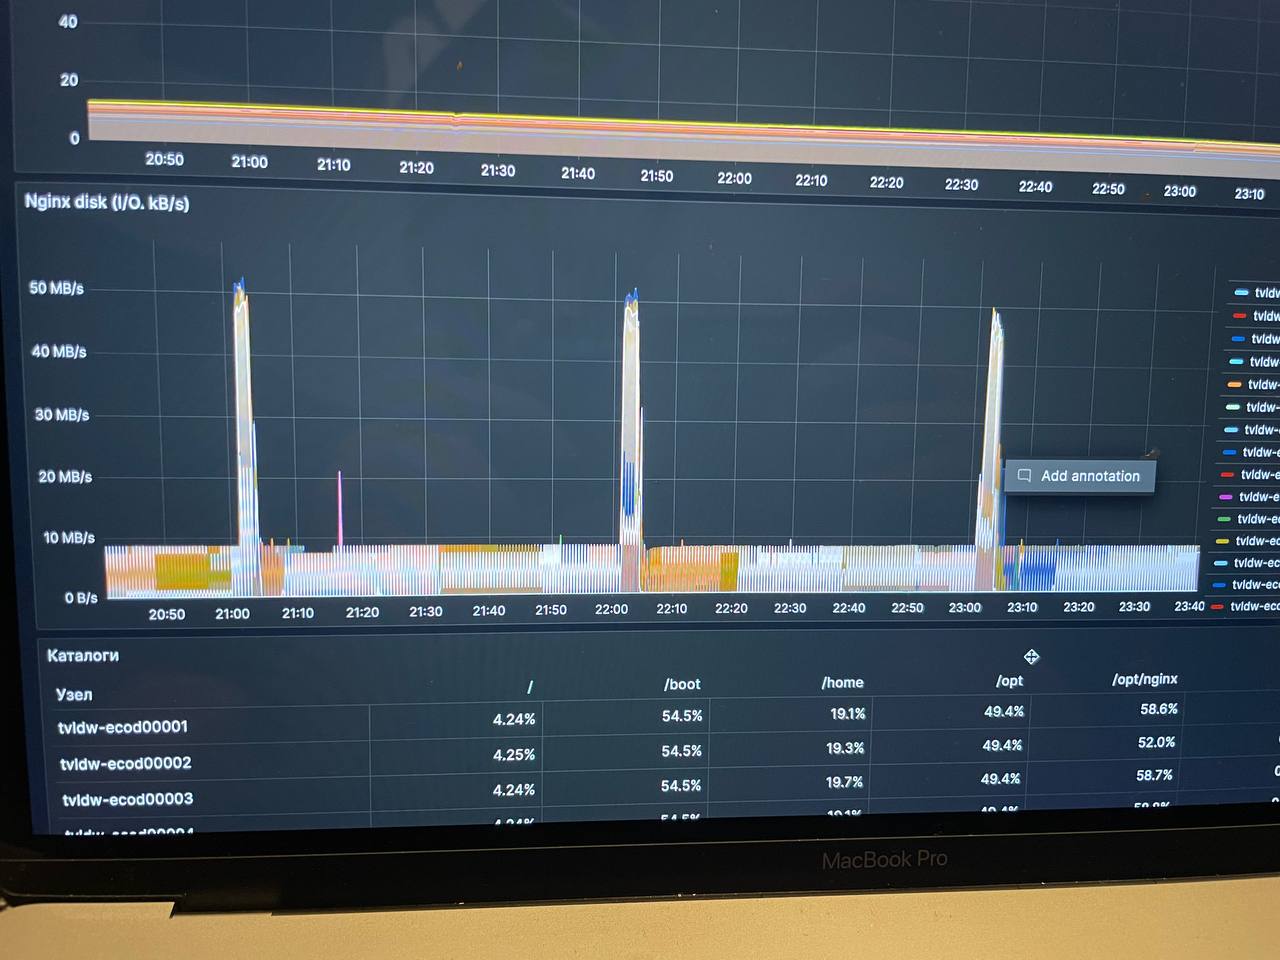 40
20
0
20:50 21:00 21:10 21:20 21:30 21:40 21:50 22:00 22:10 22:20 22:30 22:40 22:50 23:00 23:10
Nginx disk (I/O. kB/s)
50 MB/s
40 MB/s
30 MB/s
20 MB/s
10 MB/s
0 B/s
20:50 21:00 21:10 21:20 21:30 21:40 21:50 22:00 22:10 22:20 22:30 22:40 22:50 23:00 23:10 23:20 23:30 23:40
Add annotation
tvldw
tvldw
tvldw
tvldw-
tvldw-
tvldw-
tvldw-
tvldw-e
tvldw-e
tvldw-e
tvldw-ec
tvldw-ec
tvldw-ec
tvldw-ec
tvldw-ecc
Каталоги
Узел / /boot /home /opt /opt/nginx
tvldw-ecod00001 4.24% 54.5% 19.1% 49.4% 58.6%
tvldw-ecod00002 4.25% 54.5% 19.3% 49.4% 52.0%
tvldw-ecod00003 4.24% 54.5% 19.7% 49.4% 58.7%
MacBook Pro